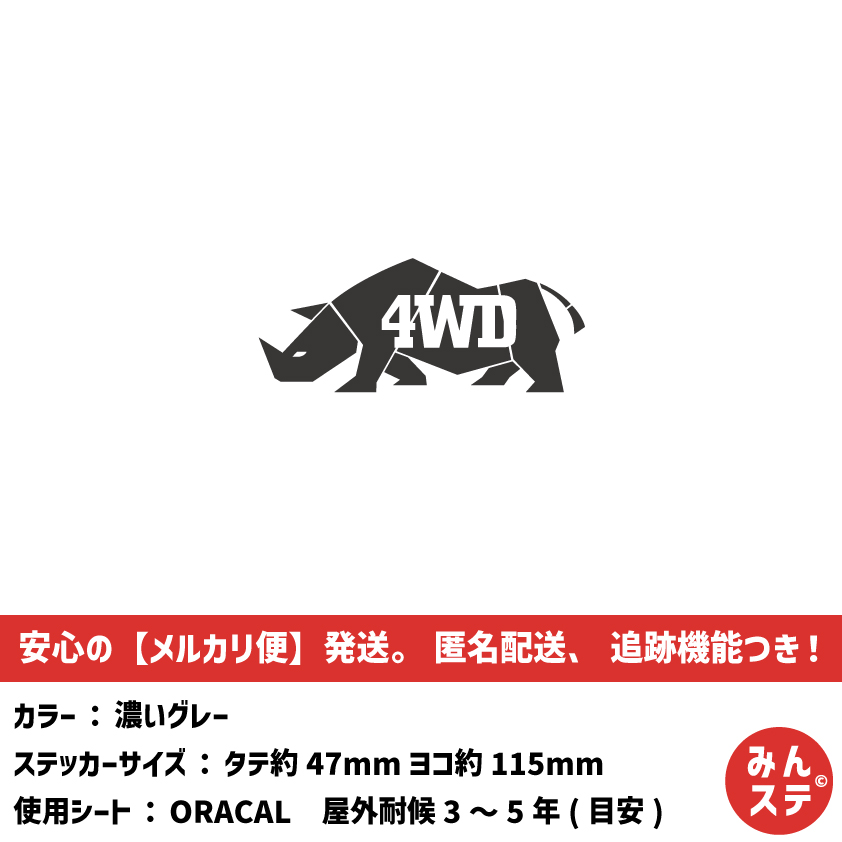 4WD
安心の【メルカリ便】発送。 匿名配送、 追跡機能つき！
カラー ： 濃いグレー
ステッカーサイズ ： タテ約 47mm ヨコ約 115mm
使用シート ： ORACAL　屋外耐候 3 〜 5 年 ( 目安 )
みん
ステ©